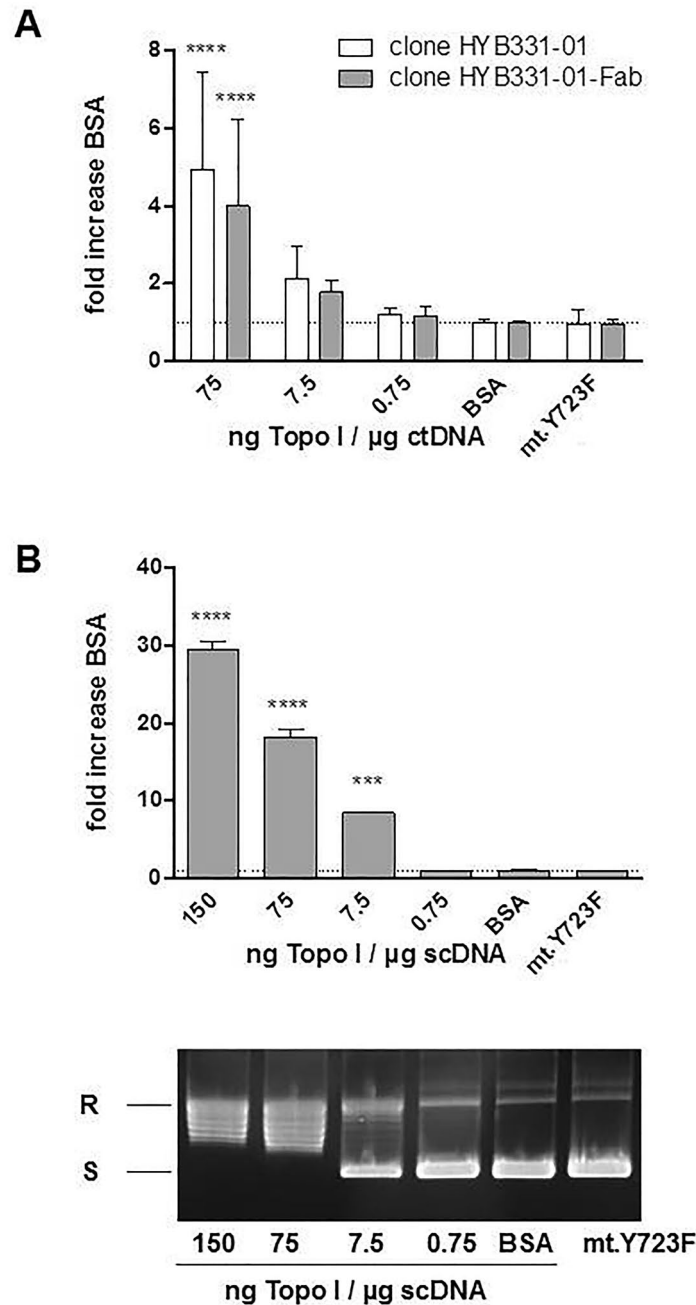 A
8
6
4
2
0
fold increase BSA
****
****
clone HYB331-01
clone HYB331-01-Fab
75
7.5
0.75
BSA
mt.Y723F
ng Topo I / µg ctDNA
B
40
30
20
10
0
fold increase BSA
****
****
***
150
75
7.5
0.75
BSA
mt.Y723F
ng Topo I / µg scDNA
R
S
150 75 7.5 0.75 BSA mt.Y723F
ng Topo I / µg scDNA